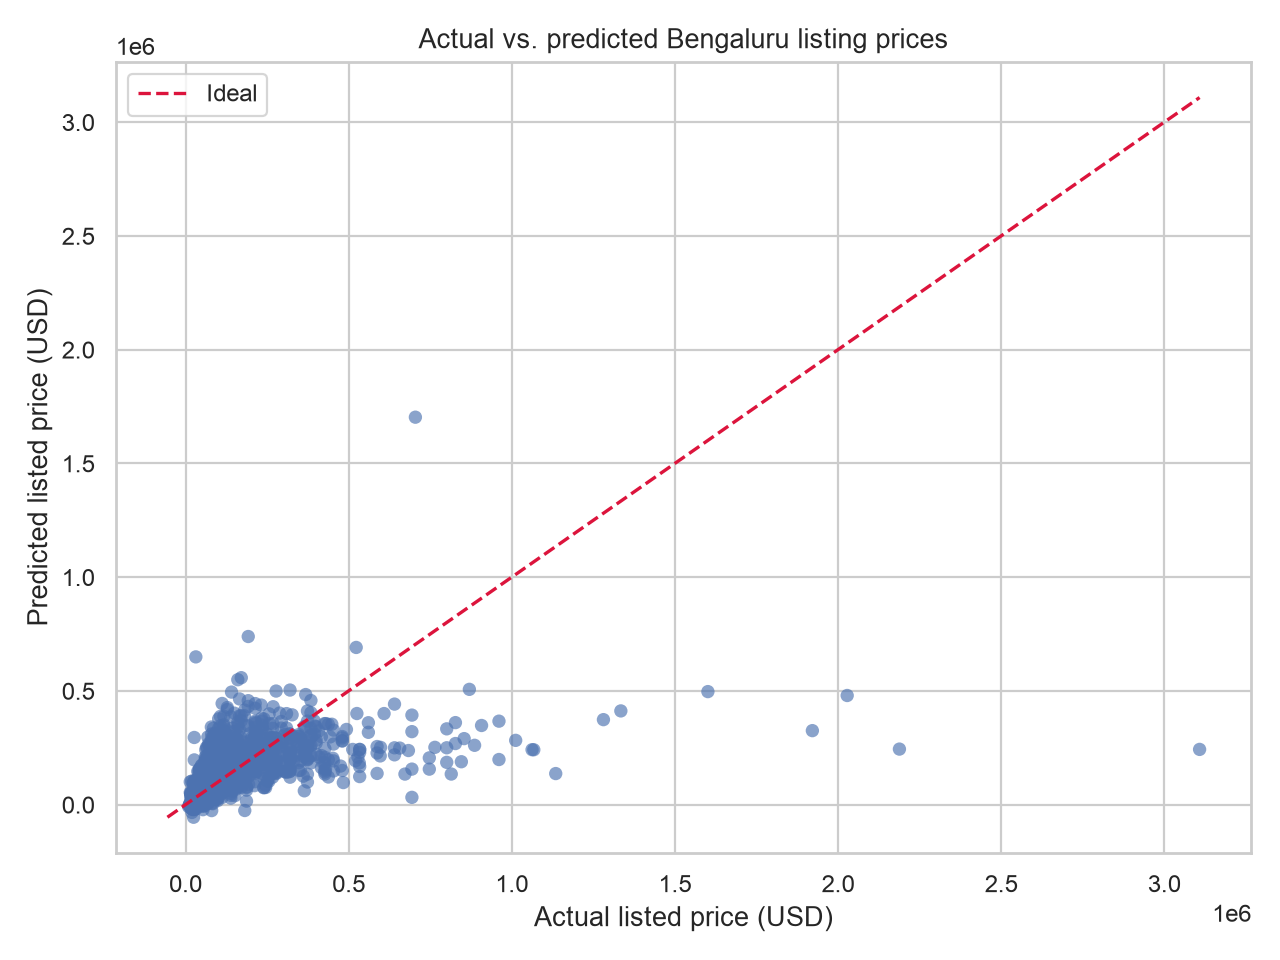 Actual vs. predicted Bengaluru listing prices
1e6
Ideal
3.0
2.5
2.0
1.5
1.0
0.5
0.0
Predicted listed price (USD)
0.0 0.5 1.0 1.5 2.0 2.5 3.0
Actual listed price (USD)
1e6